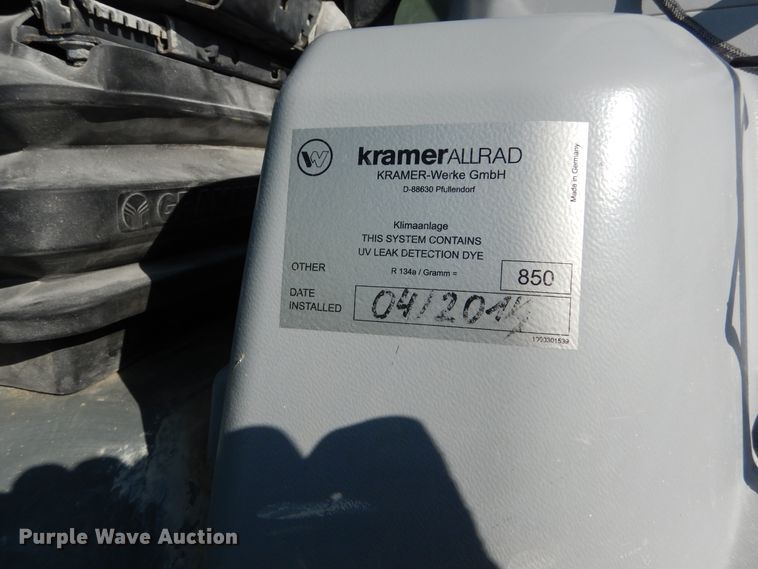 kramerALLRAD
KRAMER-Werke GmbH
D-88630 Pfullendorf
Made in Germany
Klimaanlage
THIS SYSTEM CONTAINS
UV LEAK DETECTION DYE
OTHER R 134a / Gramm = 850
DATE INSTALLED 04/2014
Purple Wave Auction